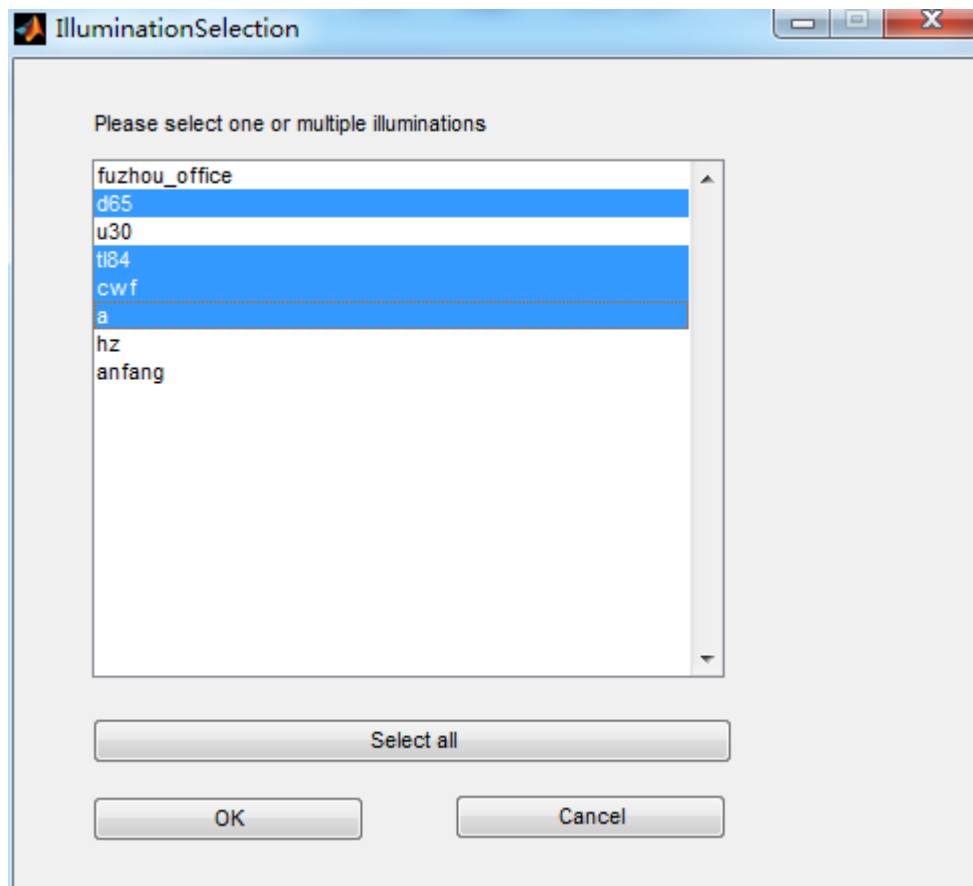 IlluminationSelection
Please select one or multiple illuminations
fuzhou_office
d65
u30
tl84
cwf
a
hz
anfang
Select all
OK
Cancel